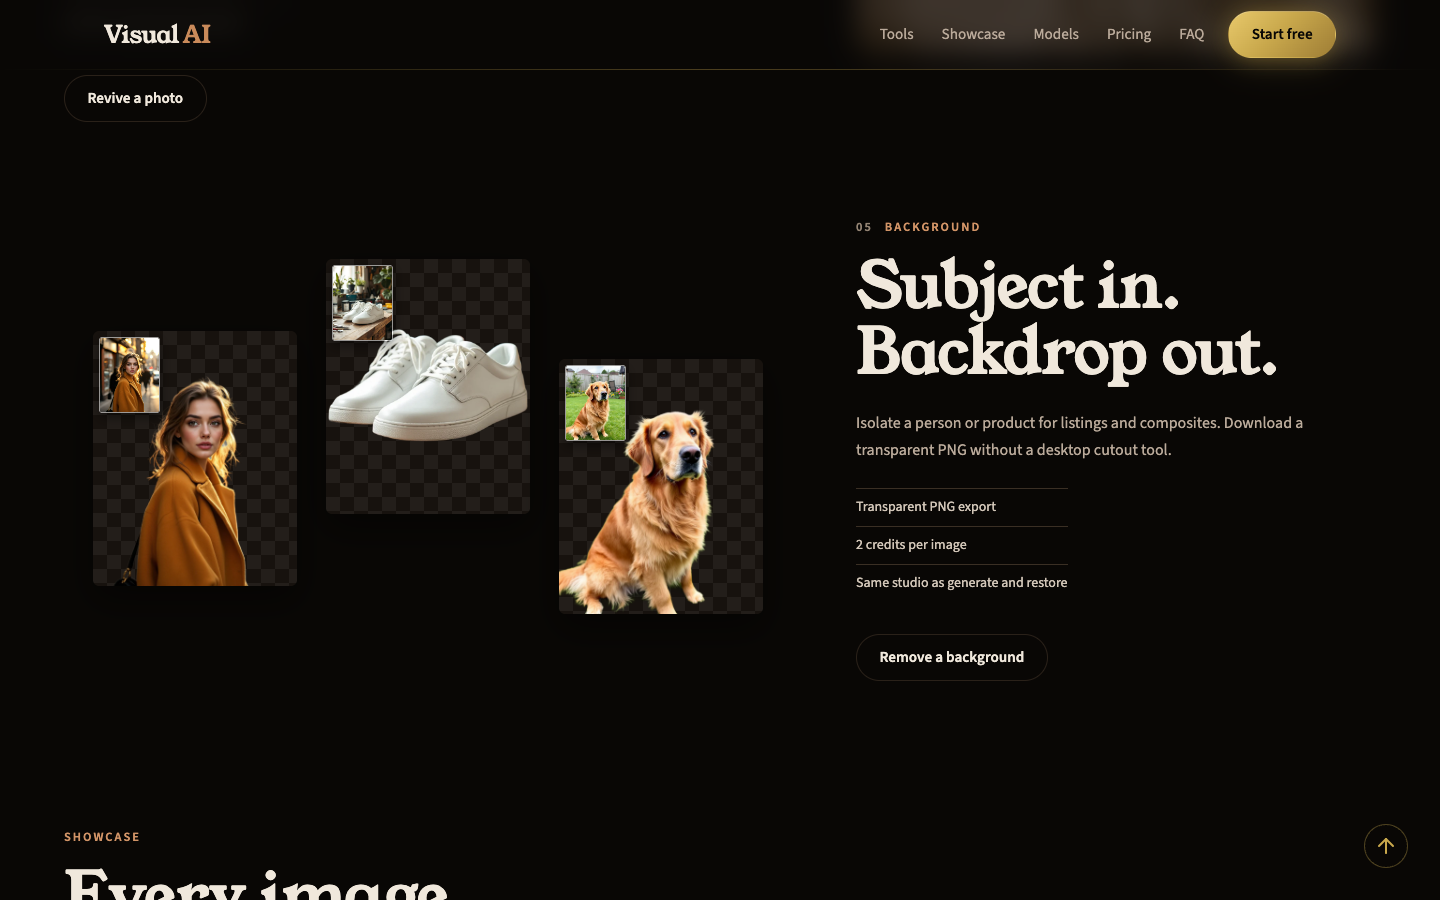 Visual AI
Tools
Showcase
Models
Pricing
FAQ
Start free
Revive a photo
05 BACKGROUND
Subject in.
Backdrop out.
Isolate a person or product for listings and composites. Download a
transparent PNG without a desktop cutout tool.
Transparent PNG export
2 credits per image
Same studio as generate and restore
Remove a background
SHOWCASE
Every image